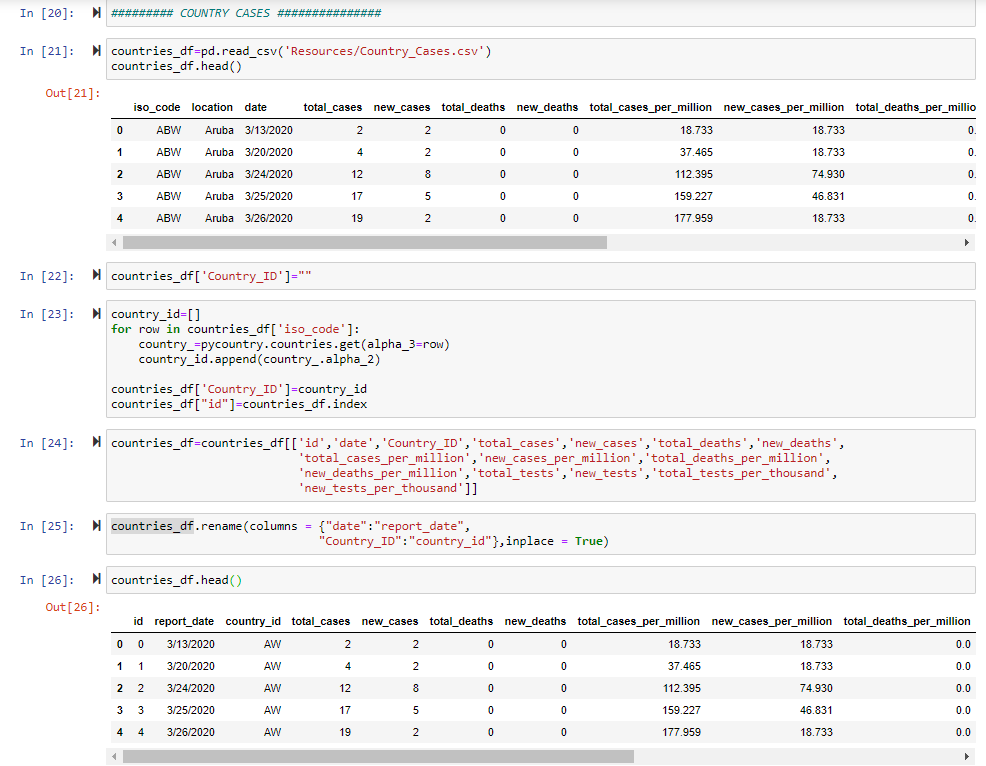 In [20]: ######### COUNTRY CASES ###############
In [21]: countries_df=pd.read_csv('Resources/Country_Cases.csv')
countries_df.head()
Out[21]:
iso_code location date total_cases new_cases total_deaths new_deaths total_cases_per_million new_cases_per_million total_deaths_per_millio
0 ABW Aruba 3/13/2020 2 2 0 0 18.733 18.733 0.
1 ABW Aruba 3/20/2020 4 2 0 0 37.465 18.733 0.
2 ABW Aruba 3/24/2020 12 8 0 0 112.395 74.930 0.
3 ABW Aruba 3/25/2020 17 5 0 0 159.227 46.831 0.
4 ABW Aruba 3/26/2020 19 2 0 0 177.959 18.733 0.
In [22]: countries_df['Country_ID']=""
In [23]: country_id=[]
for row in countries_df['iso_code']:
    country_=pycountry.countries.get(alpha_3=row)
    country_id.append(country_.alpha_2)
countries_df['Country_ID']=country_id
countries_df["id"]=countries_df.index
In [24]: countries_df=countries_df[['id','date','Country_ID','total_cases','new_cases','total_deaths','new_deaths',
'total_cases_per_million','new_cases_per_million','total_deaths_per_million',
'new_deaths_per_million','total_tests','new_tests','total_tests_per_thousand',
'new_tests_per_thousand']]
In [25]: countries_df.rename(columns = {"date":"report_date",
"Country_ID":"country_id"},inplace = True)
In [26]: countries_df.head()
Out[26]:
id report_date country_id total_cases new_cases total_deaths new_deaths total_cases_per_million new_cases_per_million total_deaths_per_million
0 0 3/13/2020 AW 2 2 0 0 18.733 18.733 0.0
1 1 3/20/2020 AW 4 2 0 0 37.465 18.733 0.0
2 2 3/24/2020 AW 12 8 0 0 112.395 74.930 0.0
3 3 3/25/2020 AW 17 5 0 0 159.227 46.831 0.0
4 4 3/26/2020 AW 19 2 0 0 177.959 18.733 0.0